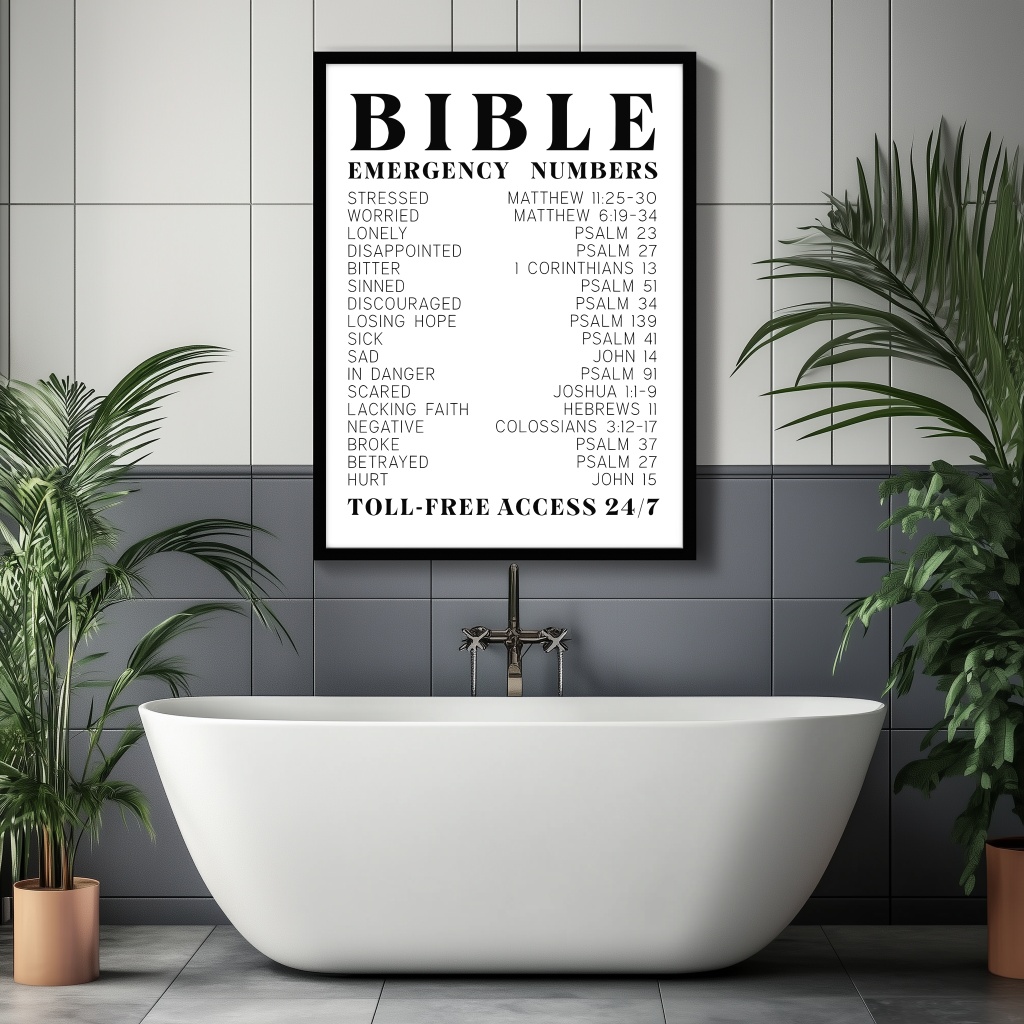 BIBLE
EMERGENCY NUMBERS
STRESSED MATTHEW 11:25-30
WORRIED MATTHEW 6:19-34
LONELY PSALM 23
DISAPPOINTED PSALM 27
BITTER 1 CORINTHIANS 13
SINNED PSALM 51
DISCOURAGED PSALM 34
LOSING HOPE PSALM 139
SICK PSALM 41
SAD JOHN 14
IN DANGER PSALM 91
SCARED JOSHUA 1:1-9
LACKING FAITH HEBREWS 11
NEGATIVE COLOSSIANS 3:12-17
BROKE PSALM 37
BETRAYED PSALM 27
HURT JOHN 15
TOLL-FREE ACCESS 24/7